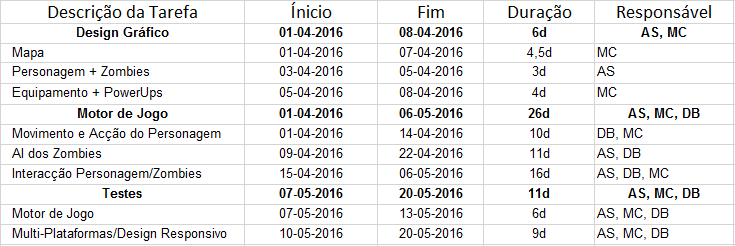 Descrição da Tarefa Ínicio Fim Duração Responsável
Design Gráfico 01-04-2016 08-04-2016 6d AS, MC
Mapa 01-04-2016 07-04-2016 4,5d MC
Personagem + Zombies 03-04-2016 05-04-2016 3d AS
Equipamento + PowerUps 05-04-2016 08-04-2016 4d MC
Motor de Jogo 01-04-2016 06-05-2016 26d AS, MC, DB
Movimento e Acção do Personagem 01-04-2016 14-04-2016 10d DB, MC
AI dos Zombies 09-04-2016 22-04-2016 11d AS, DB
Interacção Personagem/Zombies 15-04-2016 06-05-2016 16d AS, DB, MC
Testes 07-05-2016 20-05-2016 11d AS, MC, DB
Motor de Jogo 07-05-2016 13-05-2016 6d AS, MC, DB
Multi-Plataformas/Design Responsivo 10-05-2016 20-05-2016 9d AS, MC, DB